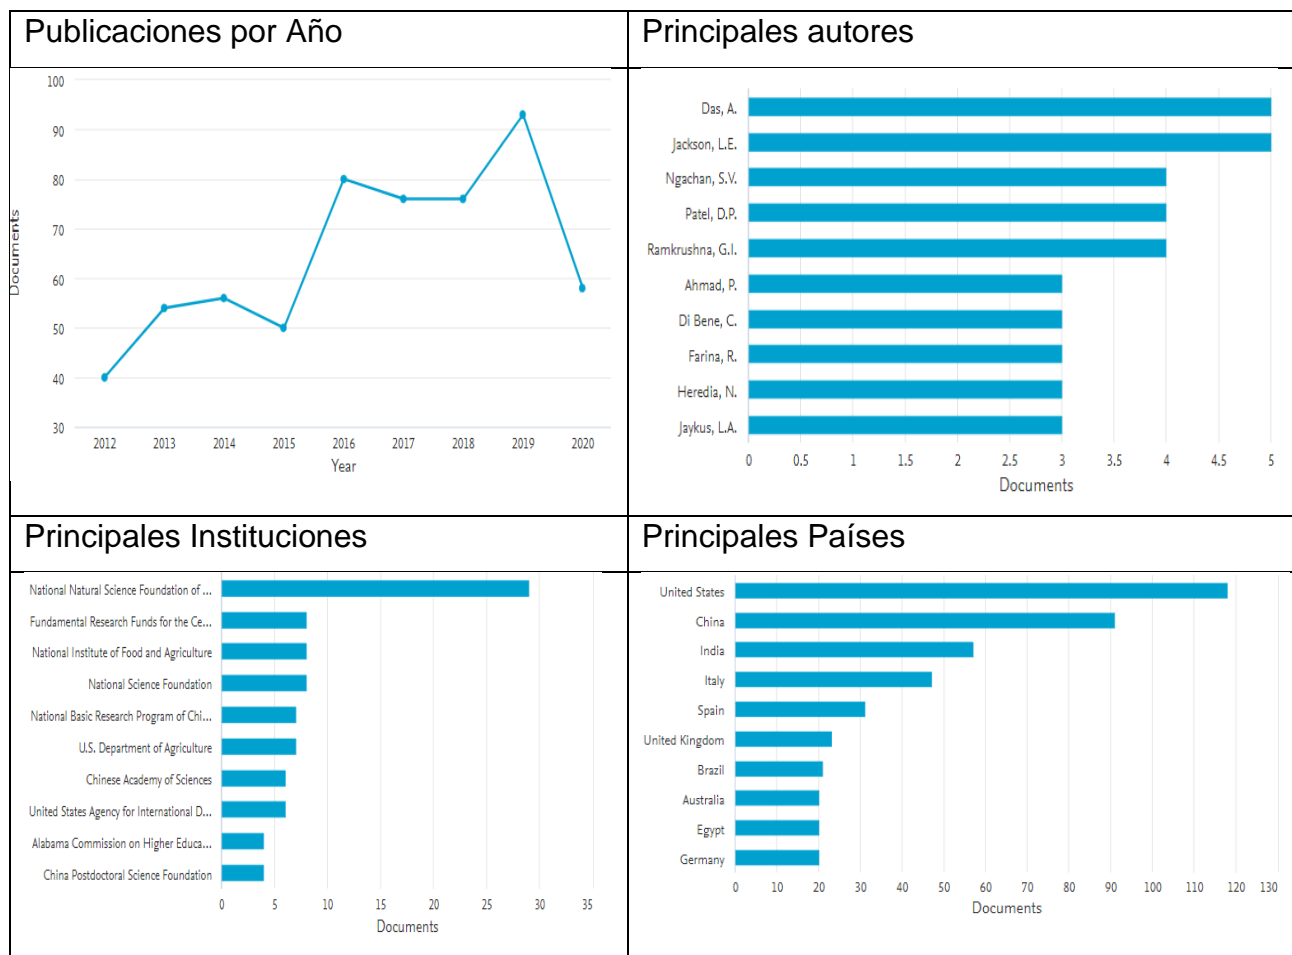 Publicaciones por Año
100
90
80
70
60
50
40
30
Documents
2012 2013 2014 2015 2016 2017 2018 2019 2020
Year
Principales autores
Das, A.
Jackson, L.E.
Ngachan, S.V.
Patel, D.P.
Ramkrushna, G.I.
Ahmad, P.
Di Bene, C.
Farina, R.
Heredia, N.
Jaykus, L.A.
0 0.5 1 1.5 2 2.5 3 3.5 4 4.5 5
Documents
Principales Instituciones
National Natural Science Foundation of ...
Fundamental Research Funds for the Ce...
National Institute of Food and Agriculture
National Science Foundation
National Basic Research Program of Chi...
U.S. Department of Agriculture
Chinese Academy of Sciences
United States Agency for International D...
Alabama Commission on Higher Educa...
China Postdoctoral Science Foundation
0 5 10 15 20 25 30 35
Documents
Principales Países
United States
China
India
Italy
Spain
United Kingdom
Brazil
Australia
Egypt
Germany
0 10 20 30 40 50 60 70 80 90 100 110 120 130
Documents